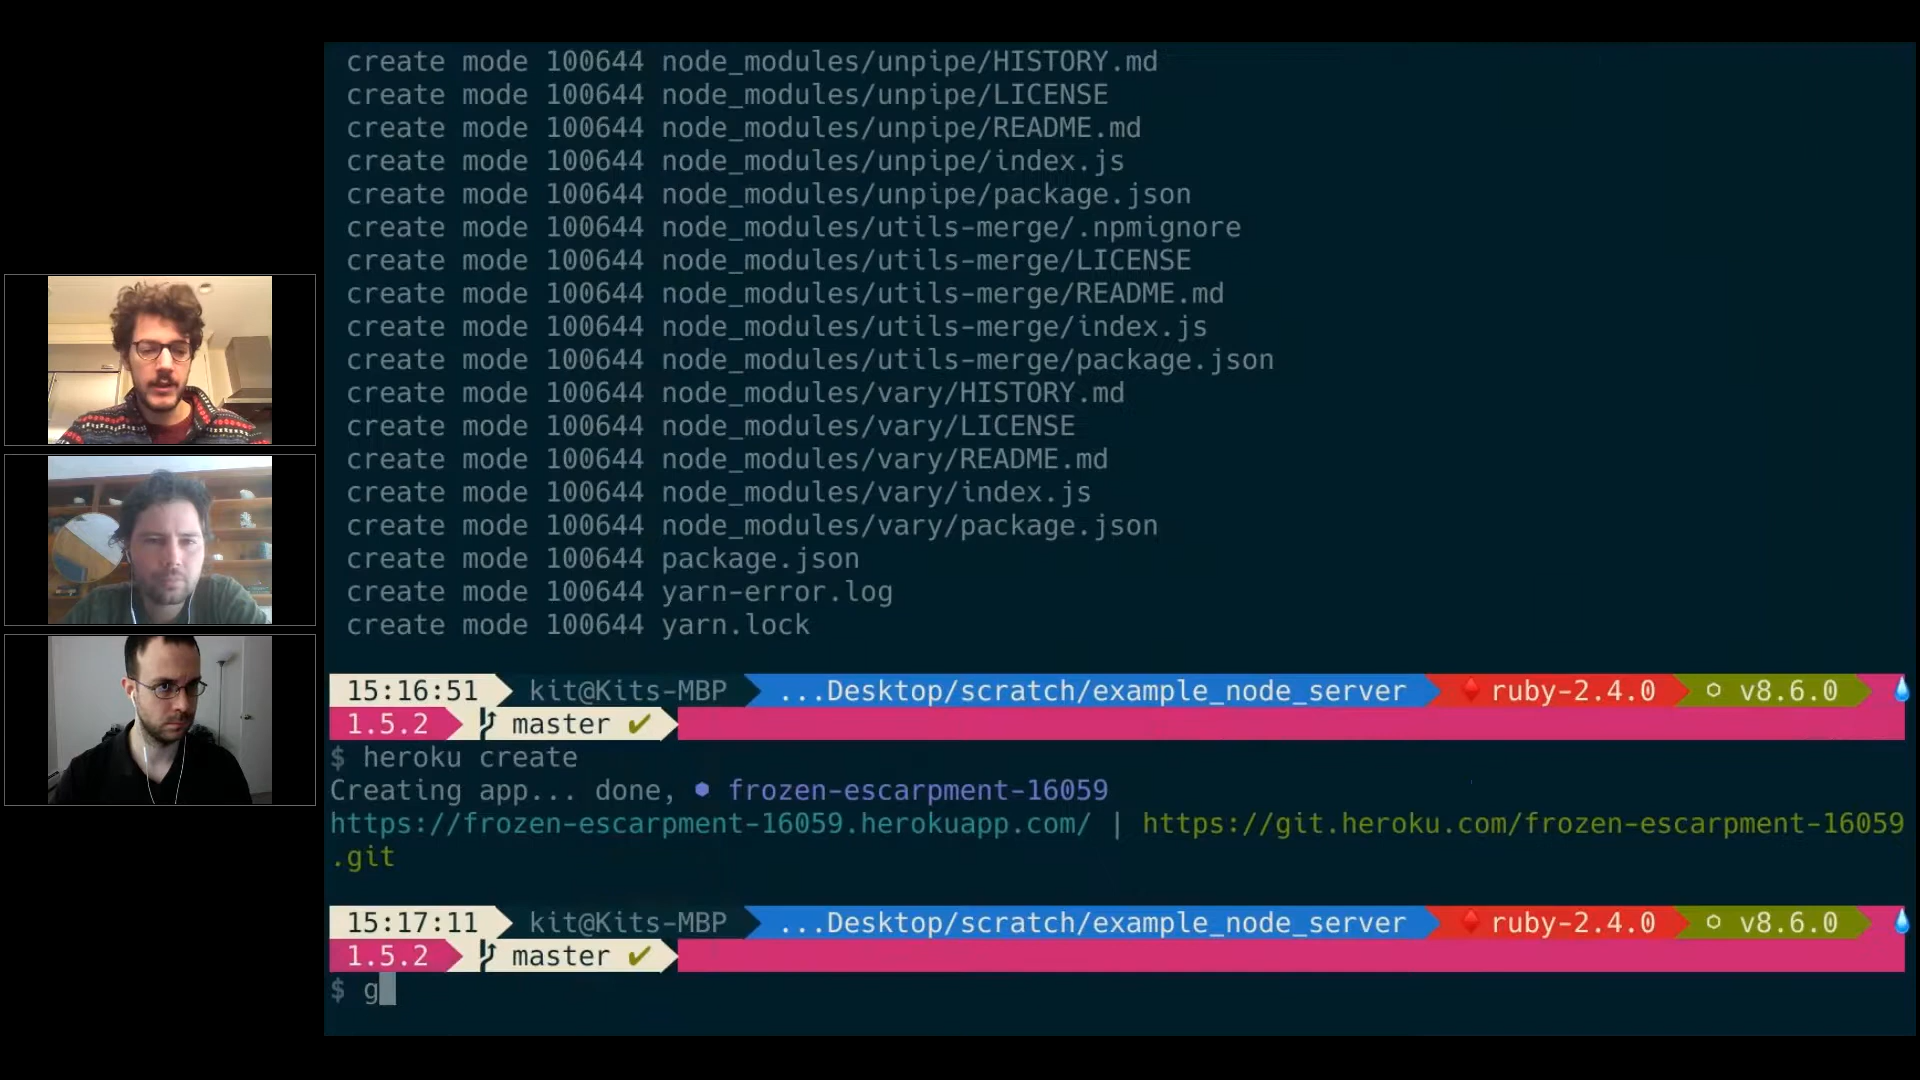 create mode 100644 node_modules/unpipe/HISTORY.md
create mode 100644 node_modules/unpipe/LICENSE
create mode 100644 node_modules/unpipe/README.md
create mode 100644 node_modules/unpipe/index.js
create mode 100644 node_modules/unpipe/package.json
create mode 100644 node_modules/utils-merge/.npmignore
create mode 100644 node_modules/utils-merge/LICENSE
create mode 100644 node_modules/utils-merge/README.md
create mode 100644 node_modules/utils-merge/index.js
create mode 100644 node_modules/utils-merge/package.json
create mode 100644 node_modules/vary/HISTORY.md
create mode 100644 node_modules/vary/LICENSE
create mode 100644 node_modules/vary/README.md
create mode 100644 node_modules/vary/index.js
create mode 100644 node_modules/vary/package.json
create mode 100644 package.json
create mode 100644 yarn-error.log
create mode 100644 yarn.lock
15:16:51 kit@Kits-MBP ...Desktop/scratch/example_node_server ruby-2.4.0 v8.6.0
1.5.2 master ✔
$ heroku create
Creating app... done, ⬢ frozen-escarpment-16059
https://frozen-escarpment-16059.herokuapp.com/ | https://git.heroku.com/frozen-escarpment-16059
.git
15:17:11 kit@Kits-MBP ...Desktop/scratch/example_node_server ruby-2.4.0 v8.6.0
1.5.2 master ✔
$ g